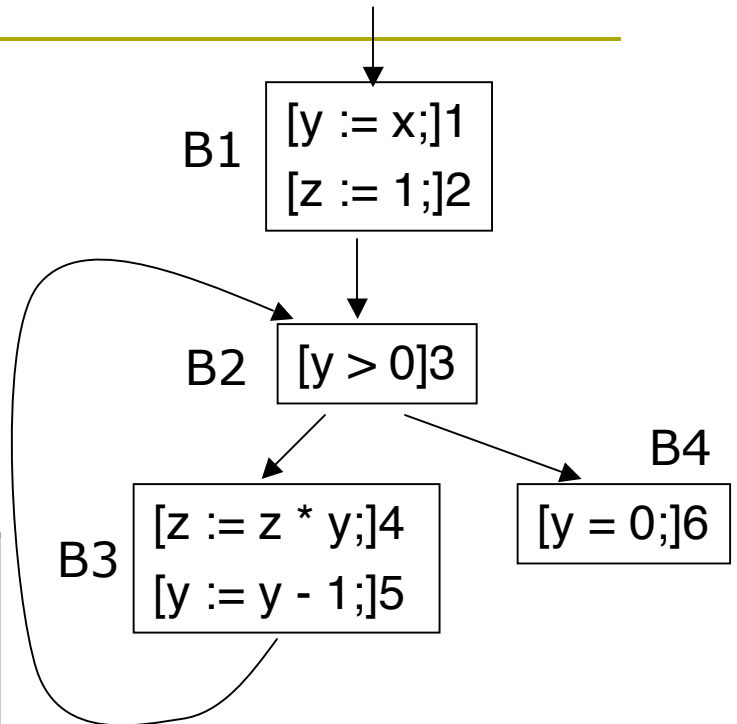 B1
[y := x;]1
[z := 1;]2
B2
[y > 0]3
B3
[z := z * y;]4
[y := y - 1;]5
B4
[y = 0;]6